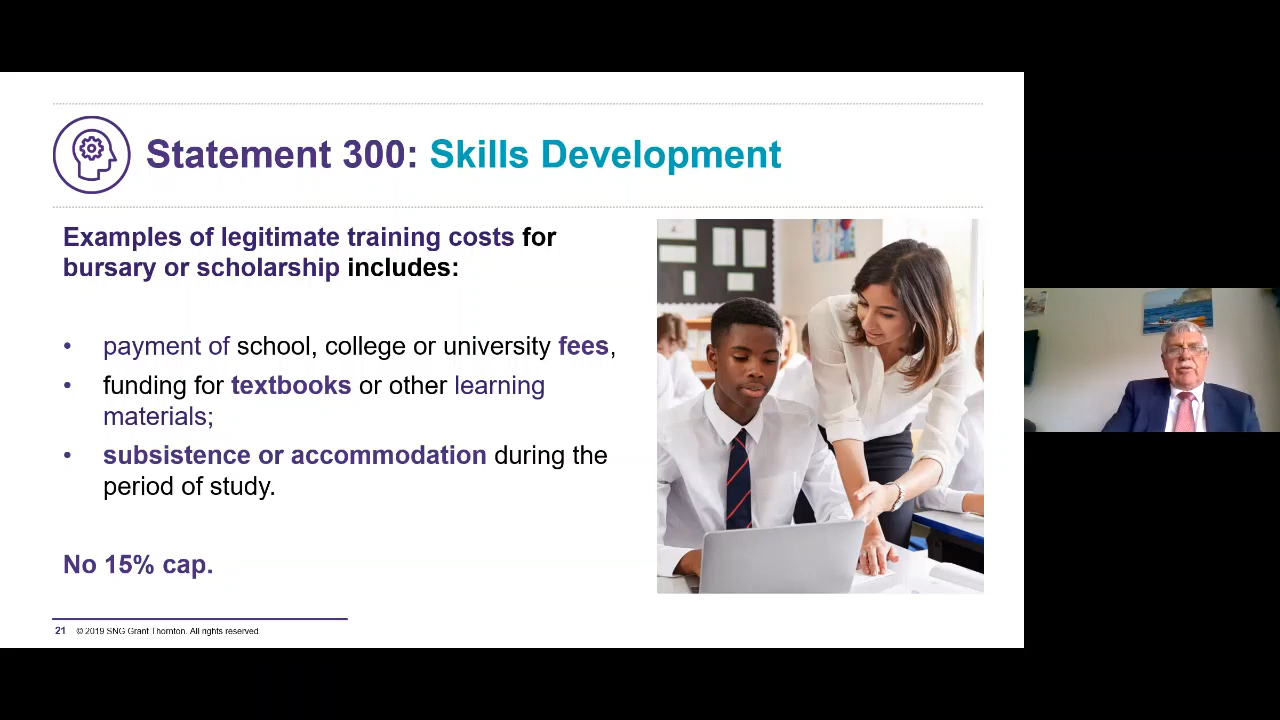 Statement 300: Skills Development
Examples of legitimate training costs for
bursary or scholarship includes:
• payment of school, college or university fees,
• funding for textbooks or other learning
materials;
• subsistence or accommodation during the
period of study.
No 15% cap.
21 © 2019 SNG Grant Thornton. All rights reserved.